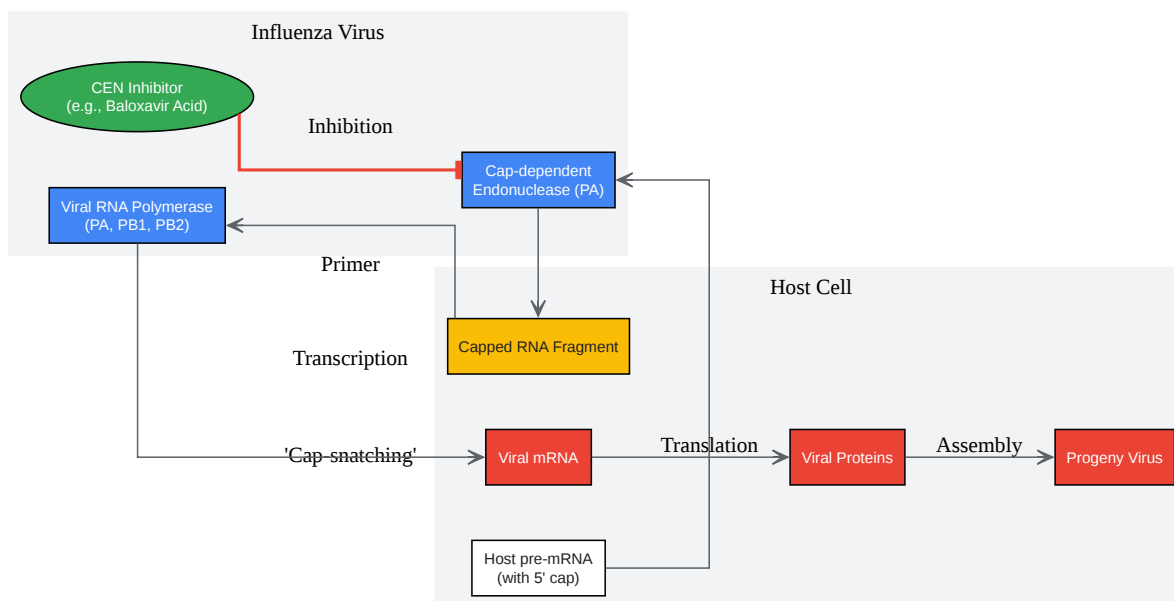 Influenza Virus
CEN Inhibitor
(e.g., Baloxavir Acid)
Inhibition
Cap-dependent
Endonuclease (PA)
Viral RNA Polymerase
(PA, PB1, PB2)
Primer
Host Cell
Capped RNA Fragment
Transcription
'Cap-snatching'
Viral mRNA
Translation
Viral Proteins
Assembly
Progeny Virus
Host pre-mRNA
(with 5' cap)